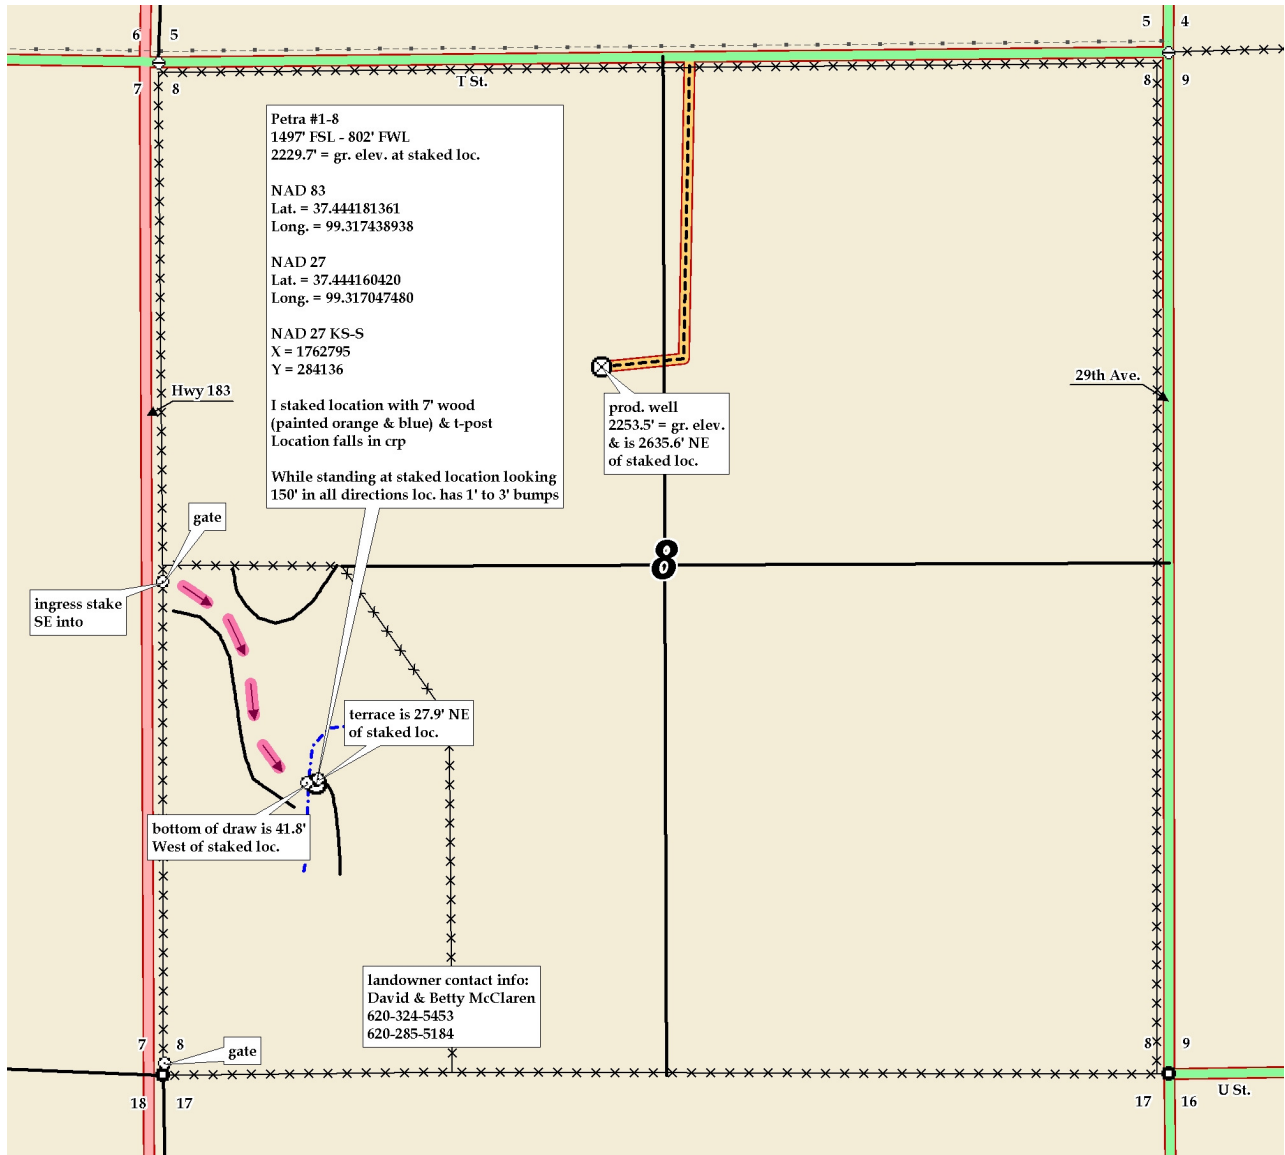 6 5
5 4
7 8
8 9
T St.
Petra #1-8
1497' FSL - 802' FWL
2229.7' = gr. elev. at staked loc.
NAD 83
Lat. = 37.444181361
Long. = 99.317438938
NAD 27
Lat. = 37.444160420
Long. = 99.317047480
NAD 27 KS-S
X = 1762795
Y = 284136
I staked location with 7' wood
(painted orange & blue) & t-post
Location falls in crp
While standing at staked location looking
150' in all directions loc. has 1' to 3' bumps
Hwy 183
29th Ave.
prod. well
2253.5' = gr. elev.
& is 2635.6' NE
of staked loc.
gate
8
ingress stake
SE into
terrace is 27.9' NE
of staked loc.
bottom of draw is 41.8'
West of staked loc.
landowner contact info:
David & Betty McClaren
620-324-5453
620-285-5184
7 8
gate
8 9
18 17
17 16
U St.